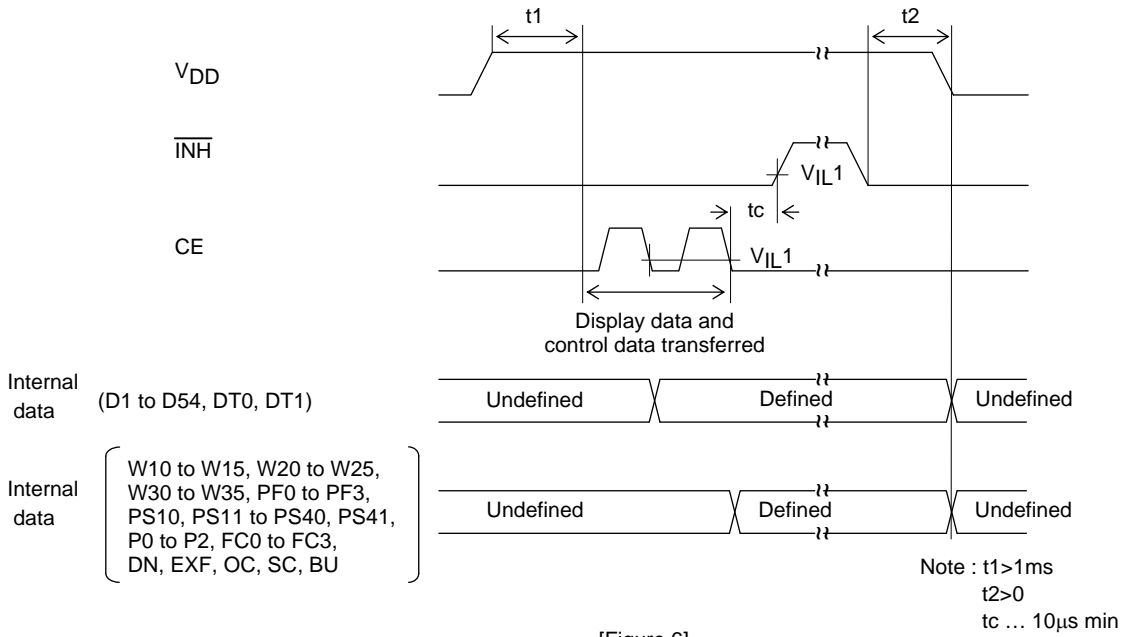 t1
t2
VDD
INH
VIL1
tc
CE
VIL1
Display data and
control data transferred
Internal
data
(D1 to D54, DT0, DT1)
Undefined
Defined
Undefined
Internal
data
W10 to W15, W20 to W25,
W30 to W35, PF0 to PF3,
PS10, PS11 to PS40, PS41,
P0 to P2, FC0 to FC3,
DN, EXF, OC, SC, BU
Undefined
Defined
Undefined
Note : t1>1ms
t2>0
tc … 10μs min
[Figure 6]